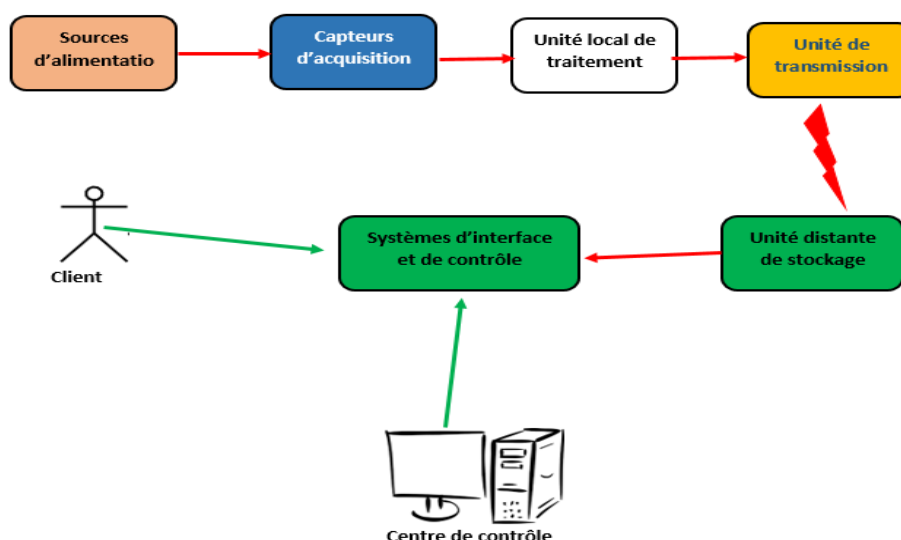 Sources
d'alimentatio
Capteurs
d'acquisition
Unité local de
traitement
Unité de
transmission
Client
Systèmes d'interface
et de contrôle
Unité distante
de stockage
Centre de contrôle